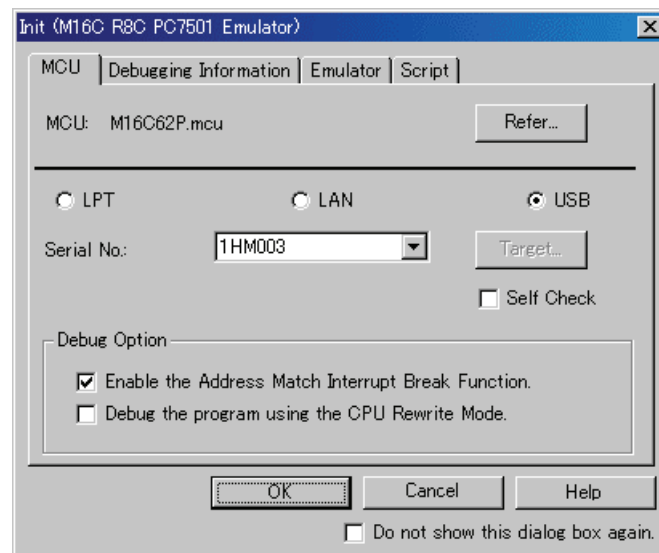 Init (M16C R8C PC7501 Emulator)
MCU Debugging Information Emulator Script
MCU: M16C62P.mcu Refer...
LPT LAN USB
Serial No.: 1HM003 Target...
Self Check
Debug Option
Enable the Address Match Interrupt Break Function.
Debug the program using the CPU Rewrite Mode.
OK Cancel Help
Do not show this dialog box again.